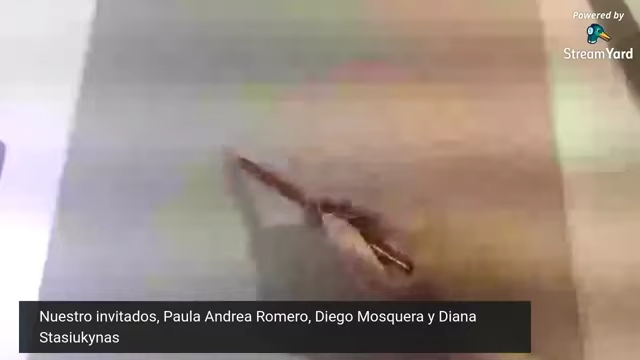 Powered by
StreamYard
Nuestro invitados, Paula Andrea Romero, Diego Mosquera y Diana
Stasiukynas